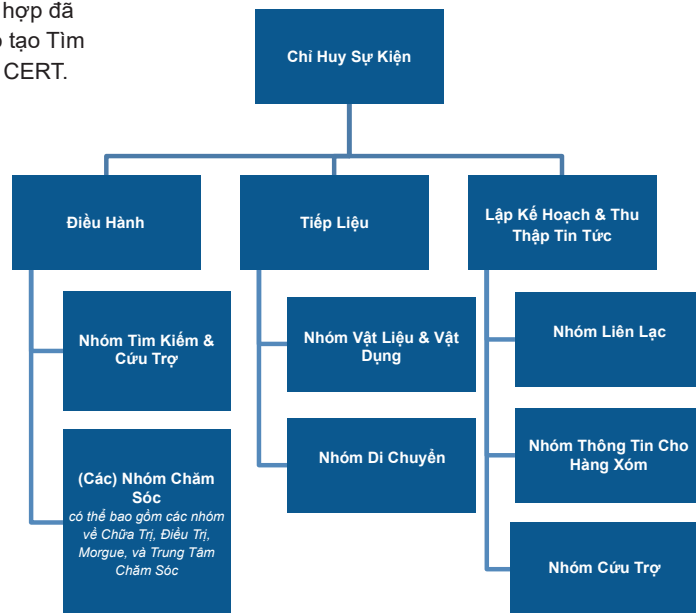 hợp đã
tạo Tìm
CERT.
Chỉ Huy Sự Kiện
Điều Hành
Tiếp Liệu
Lập Kế Hoạch & Thu
Thập Tin Tức
Nhóm Tìm Kiếm &
Cứu Trợ
(Các) Nhóm Chăm
Sóc
có thể bao gồm các nhóm
về Chữa Trị, Điều Trị,
Morgue, và Trung Tâm
Chăm Sóc
Nhóm Vật Liệu & Vật
Dụng
Nhóm Di Chuyển
Nhóm Liên Lạc
Nhóm Thông Tin Cho
Hàng Xóm
Nhóm Cứu Trợ